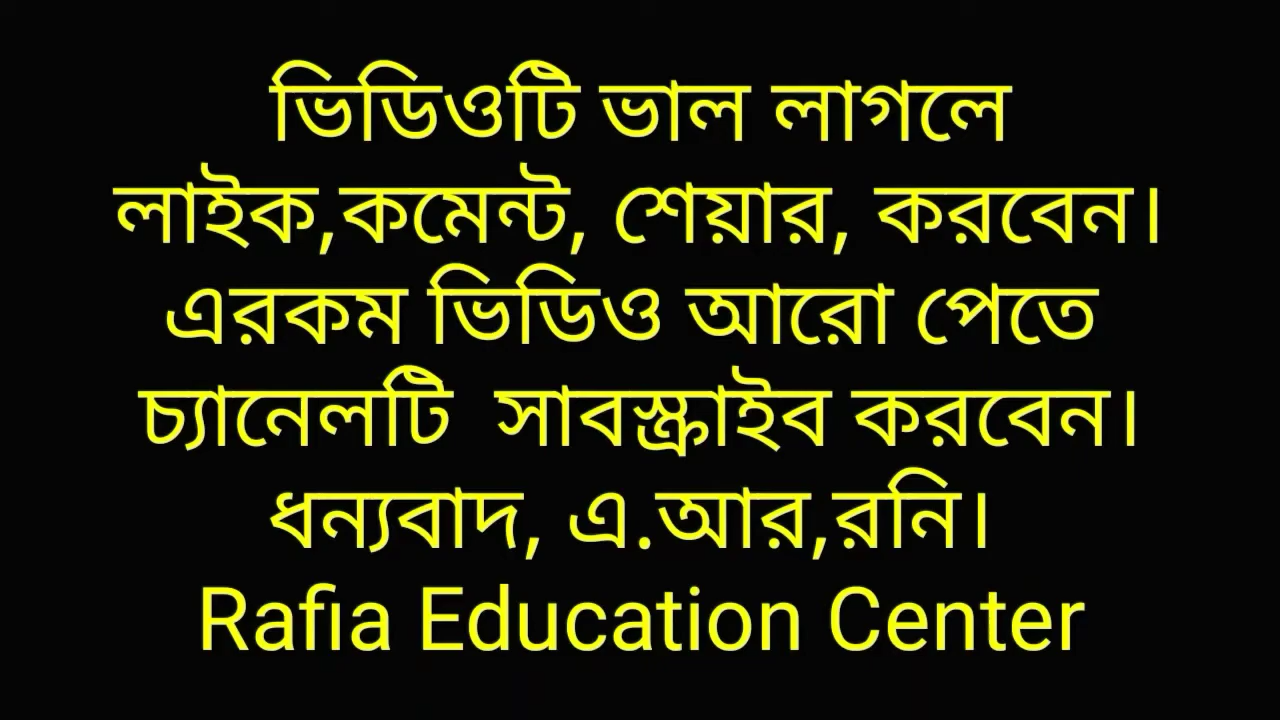 ভিডিওটি ভাল লাগলে
লাইক,কমেন্ট, শেয়ার, করবেন।
এরকম ভিডিও আরো পেতে
চ্যানেলটি  সাবস্ক্রাইব করবেন।
ধন্যবাদ, এ.আর,রনি।
Rafia Education Center